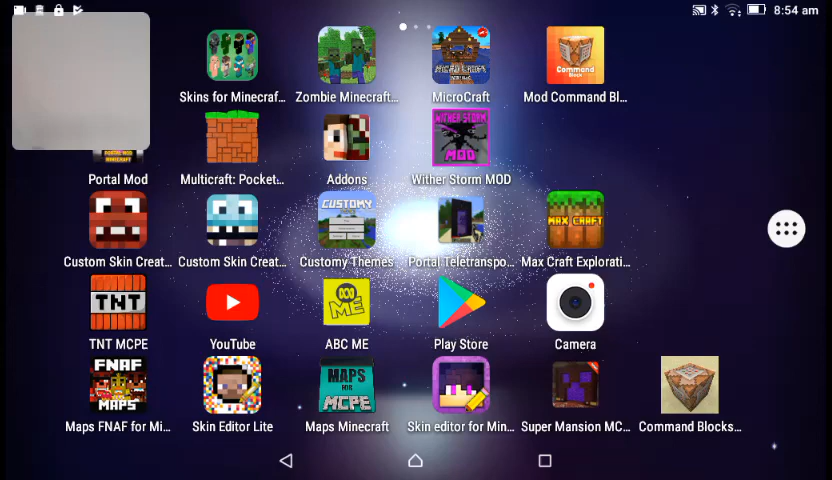 8:54 am
Command
Block
Skins for Minecraf...
Zombie Minecraft...
MicroCraft
Mod Command Bl...
WITHER STORM
MOD
Portal Mod
Multicraft: Pocket...
Addons
Wither Storm MOD
CUSTOMY
MAX CRAFT
Custom Skin Creat...
Custom Skin Creat...
Customy Themes
Portal Teletranspo...
Max Craft Explorati...
TNT
ABC
ME
TNT MCPE
YouTube
ABC ME
Play Store
Camera
FNAF
MAPS
MAPS
FOR
MCPE
Maps FNAF for Mi...
Skin Editor Lite
Maps Minecraft
Skin editor for Min...
Super Mansion MC...
Command Blocks...